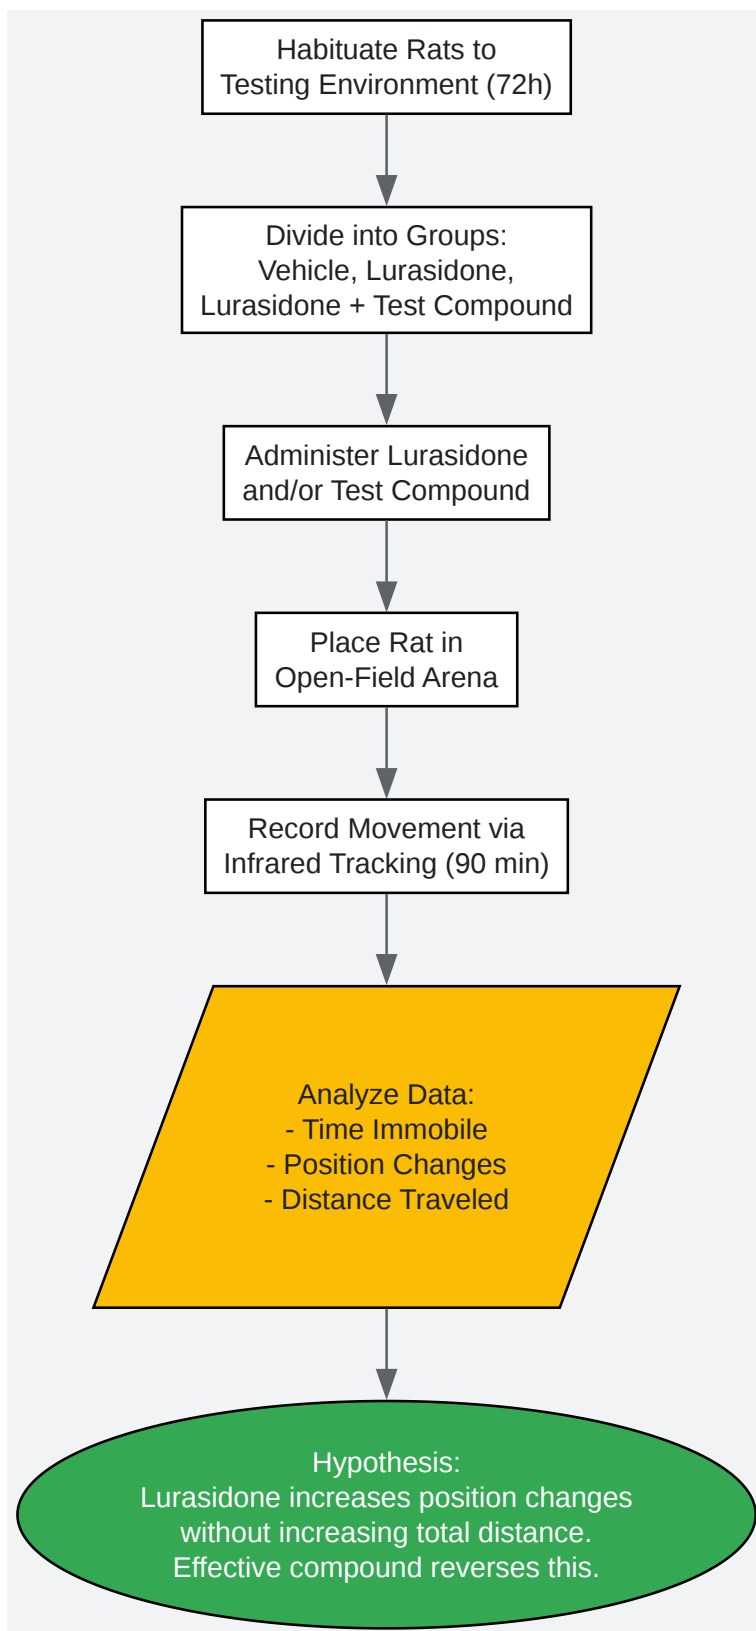 Habituate Rats to
Testing Environment (72h)
Divide into Groups:
Vehicle, Lurasidone,
Lurasidone + Test Compound
Administer Lurasidone
and/or Test Compound
Place Rat in
Open-Field Arena
Record Movement via
Infrared Tracking (90 min)
Analyze Data:
- Time Immobile
- Position Changes
- Distance Traveled
Hypothesis:
Lurasidone increases position changes
without increasing total distance.
Effective compound reverses this.